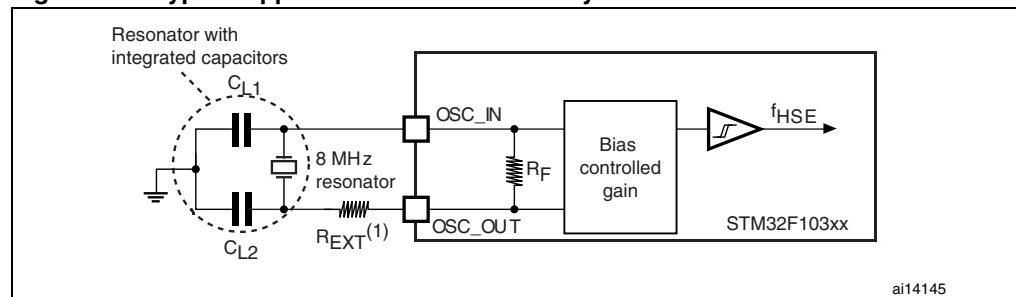 Resonator with
integrated capacitors
CL1
OSC_IN
fHSE
8 MHz
resonator
RF
Bias
controlled
gain
REXT(1)
OSC_OUT
STM32F103xx
CL2
ai14145